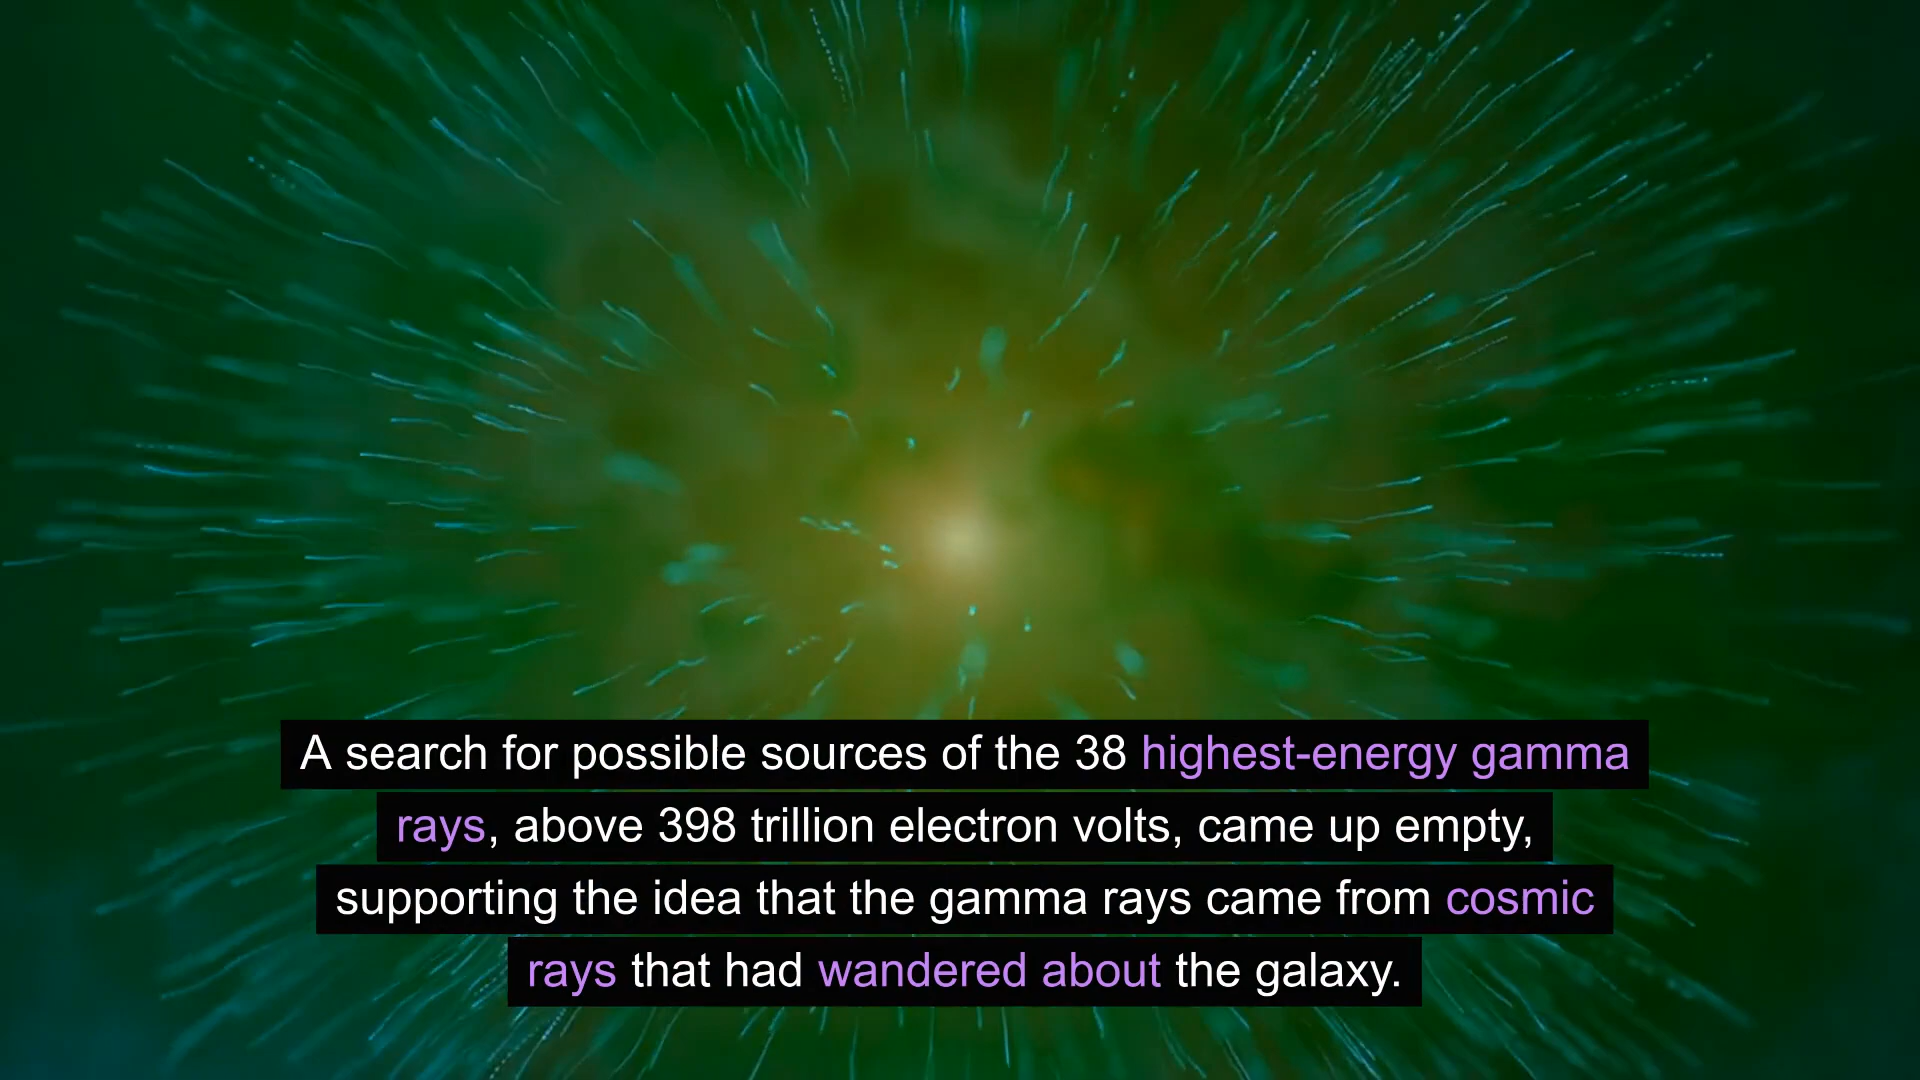 A search for possible sources of the 38 highest-energy gamma
rays, above 398 trillion electron volts, came up empty,
supporting the idea that the gamma rays came from cosmic
rays that had wandered about the galaxy.